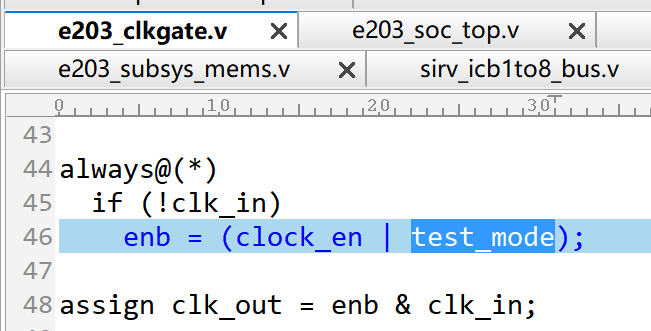 e203_clkgate.v e203_soc_top.v
e203_subsys_mems.v sirv_icb1to8_bus.v
0 10 20 30
43
44 always@(*)
45 if (!clk_in)
46 enb = (clock_en | test_mode);
47
48 assign clk_out = enb & clk_in;